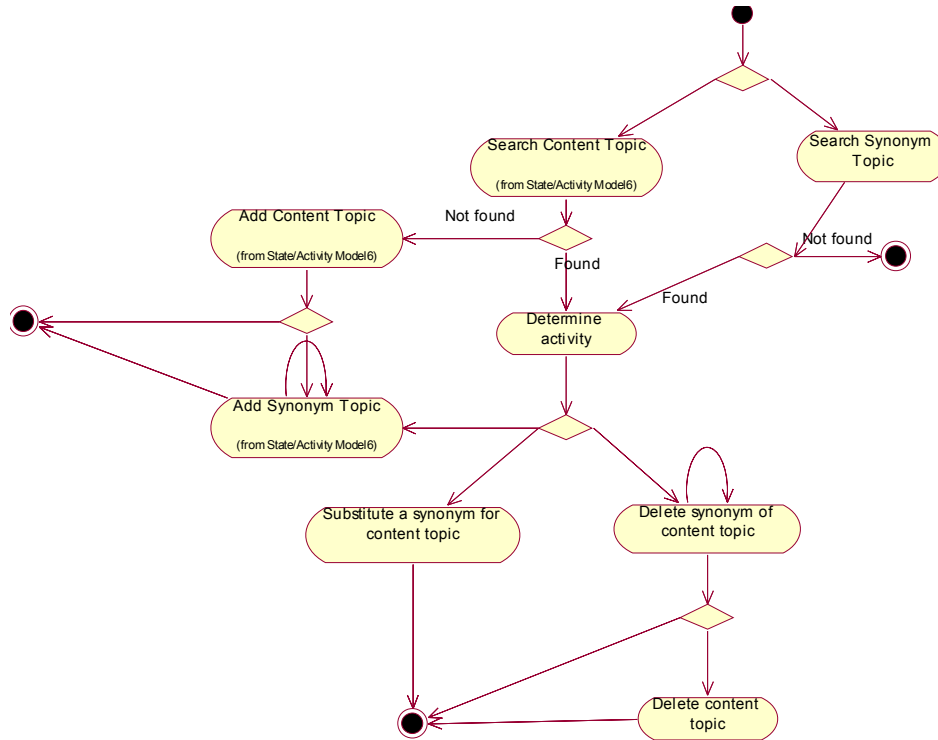 Search Content Topic
(from State/Activity Model6)
Search Synonym
Topic
Add Content Topic
(from State/Activity Model6)
Not found
Found
Not found
Found
Determine
activity
Add Synonym Topic
(from State/Activity Model6)
Substitute a synonym for
content topic
Delete synonym of
content topic
Delete content
topic